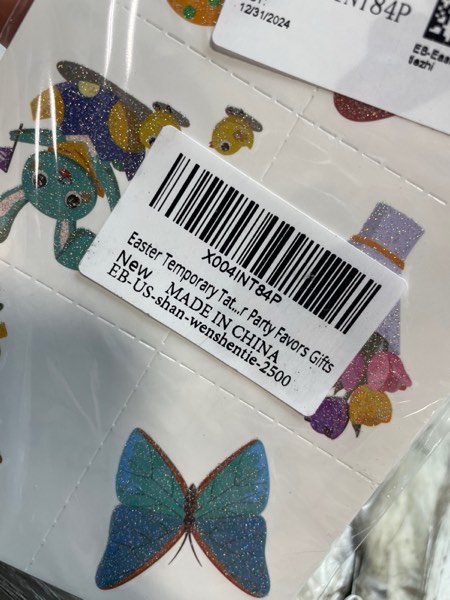 12/31/2024
X004INT84P
Easter Temporary Tat...r Party Favors Gifts
New
MADE IN CHINA
EB-US-shan-wenshentie-2500